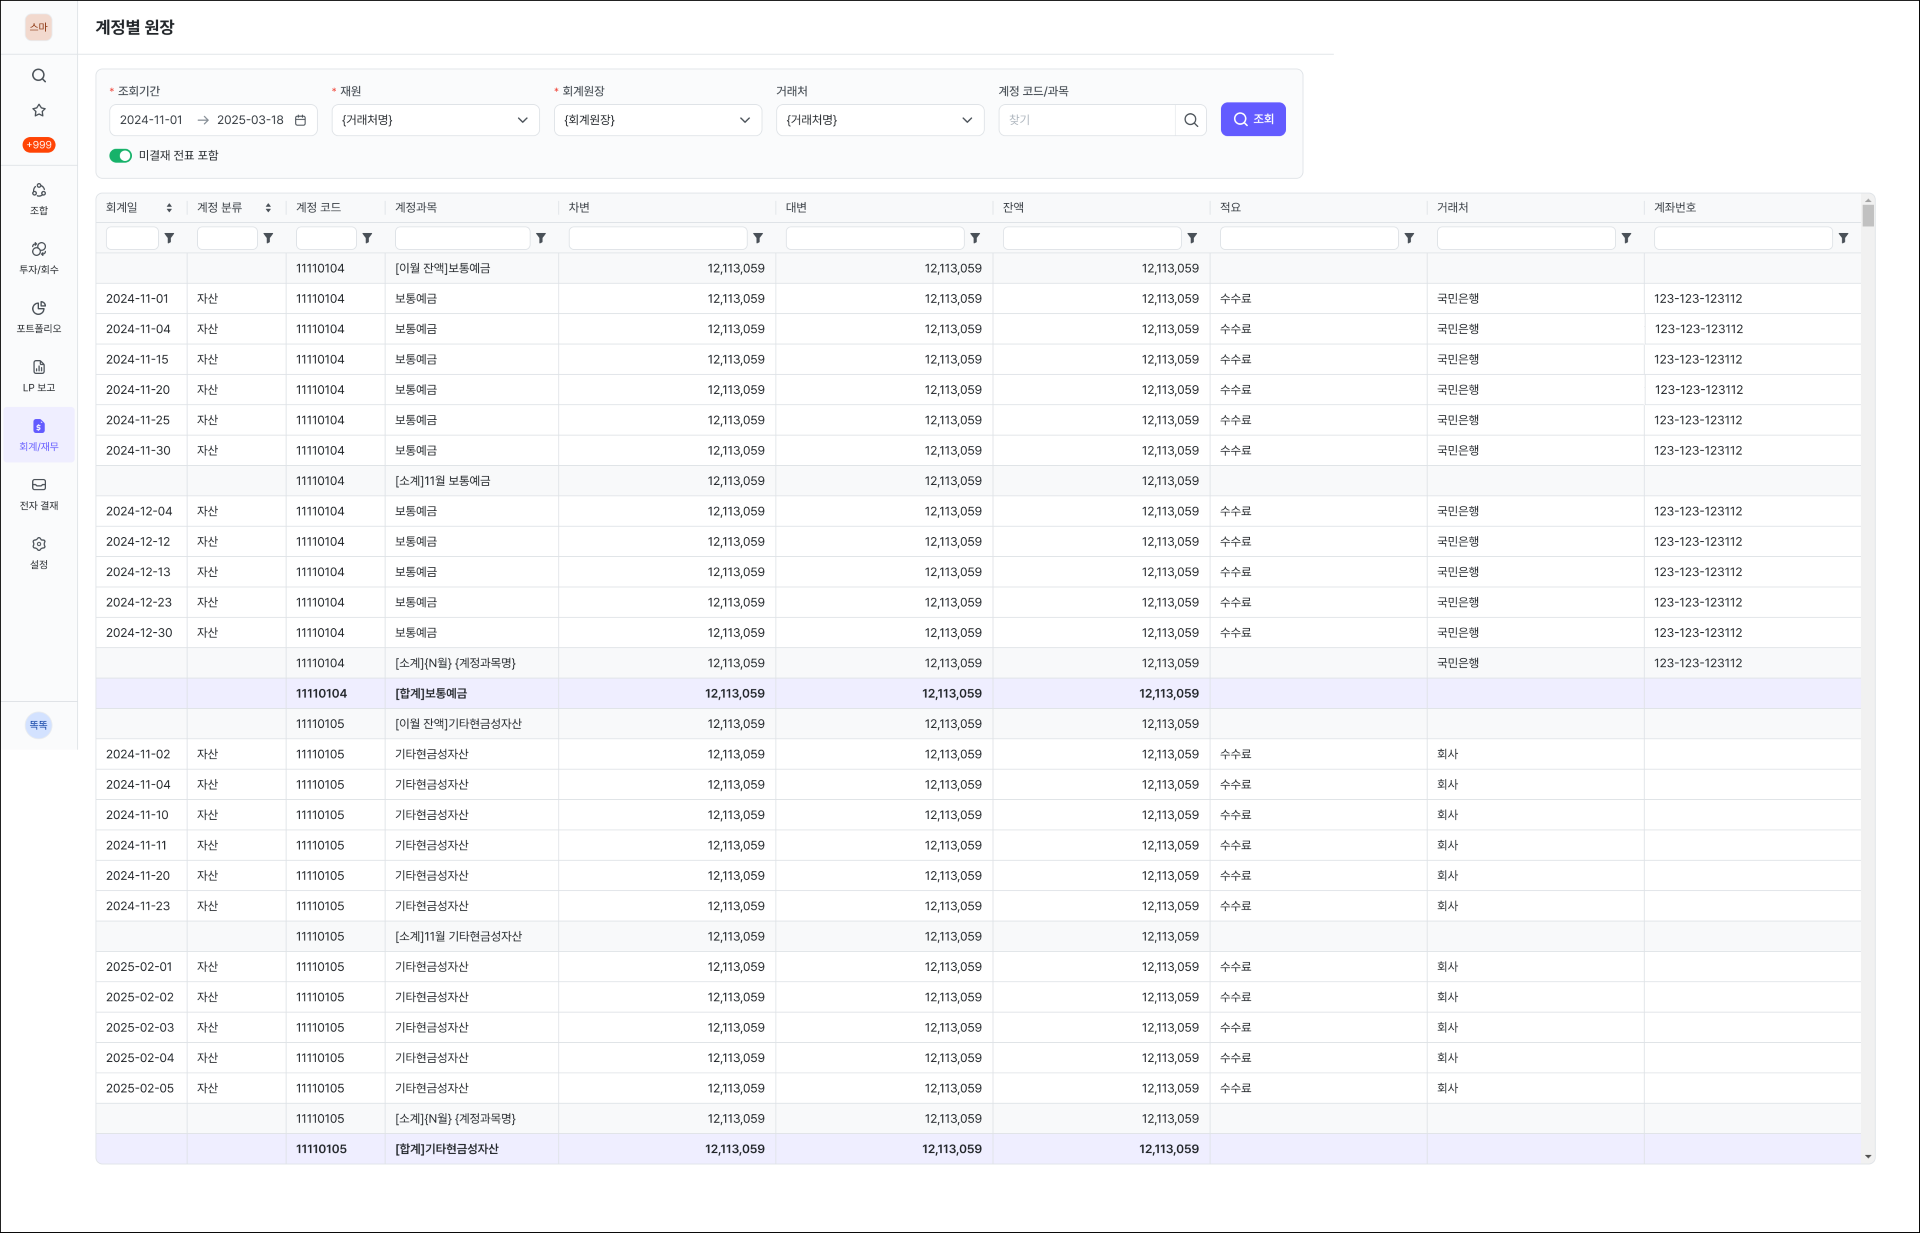 스마
계정별 원장
+999
조합
투자/회수
포트폴리오
LP 보고
회계/재무
전자 결재
설정
똑똑
* 조회기간 * 재원 * 회계원장 거래처 계정 코드/과목
2024-11-01 → 2025-03-18 {거래처명} {회계원장} {거래처명} 찾기 조회
미결재 전표 포함
회계일 계정 분류 계정 코드 계정과목 차변 대변 잔액 적요 거래처 계좌번호
11110104 [이월 잔액]보통예금 12,113,059 12,113,059 12,113,059
2024-11-01 자산 11110104 보통예금 12,113,059 12,113,059 12,113,059 수수료 국민은행 123-123-123112
2024-11-04 자산 11110104 보통예금 12,113,059 12,113,059 12,113,059 수수료 국민은행 123-123-123112
2024-11-15 자산 11110104 보통예금 12,113,059 12,113,059 12,113,059 수수료 국민은행 123-123-123112
2024-11-20 자산 11110104 보통예금 12,113,059 12,113,059 12,113,059 수수료 국민은행 123-123-123112
2024-11-25 자산 11110104 보통예금 12,113,059 12,113,059 12,113,059 수수료 국민은행 123-123-123112
2024-11-30 자산 11110104 보통예금 12,113,059 12,113,059 12,113,059 수수료 국민은행 123-123-123112
11110104 [소계]11월 보통예금 12,113,059 12,113,059 12,113,059
2024-12-04 자산 11110104 보통예금 12,113,059 12,113,059 12,113,059 수수료 국민은행 123-123-123112
2024-12-12 자산 11110104 보통예금 12,113,059 12,113,059 12,113,059 수수료 국민은행 123-123-123112
2024-12-13 자산 11110104 보통예금 12,113,059 12,113,059 12,113,059 수수료 국민은행 123-123-123112
2024-12-23 자산 11110104 보통예금 12,113,059 12,113,059 12,113,059 수수료 국민은행 123-123-123112
2024-12-30 자산 11110104 보통예금 12,113,059 12,113,059 12,113,059 수수료 국민은행 123-123-123112
11110104 [소계]{N월} {계정과목명} 12,113,059 12,113,059 12,113,059 국민은행 123-123-123112
11110104 [합계]보통예금 12,113,059 12,113,059 12,113,059
11110105 [이월 잔액]기타현금성자산 12,113,059 12,113,059 12,113,059
2024-11-02 자산 11110105 기타현금성자산 12,113,059 12,113,059 12,113,059 수수료 회사
2024-11-04 자산 11110105 기타현금성자산 12,113,059 12,113,059 12,113,059 수수료 회사
2024-11-10 자산 11110105 기타현금성자산 12,113,059 12,113,059 12,113,059 수수료 회사
2024-11-11 자산 11110105 기타현금성자산 12,113,059 12,113,059 12,113,059 수수료 회사
2024-11-20 자산 11110105 기타현금성자산 12,113,059 12,113,059 12,113,059 수수료 회사
2024-11-23 자산 11110105 기타현금성자산 12,113,059 12,113,059 12,113,059 수수료 회사
11110105 [소계]11월 기타현금성자산 12,113,059 12,113,059 12,113,059
2025-02-01 자산 11110105 기타현금성자산 12,113,059 12,113,059 12,113,059 수수료 회사
2025-02-02 자산 11110105 기타현금성자산 12,113,059 12,113,059 12,113,059 수수료 회사
2025-02-03 자산 11110105 기타현금성자산 12,113,059 12,113,059 12,113,059 수수료 회사
2025-02-04 자산 11110105 기타현금성자산 12,113,059 12,113,059 12,113,059 수수료 회사
2025-02-05 자산 11110105 기타현금성자산 12,113,059 12,113,059 12,113,059 수수료 회사
11110105 [소계]{N월} {계정과목명} 12,113,059 12,113,059 12,113,059
11110105 [합계]기타현금성자산 12,113,059 12,113,059 12,113,059